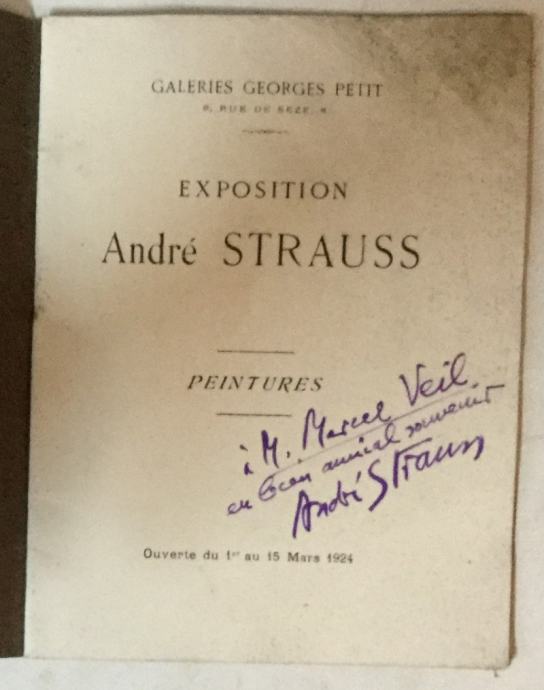 GALERIES GEORGES PETIT
8, RUE DE SEZE, 8
EXPOSITION
André STRAUSS
PEINTURES
à M. Marcel Veil
en bien amical souvenir
André Strauss
Ouverte du 1er au 15 Mars 1924